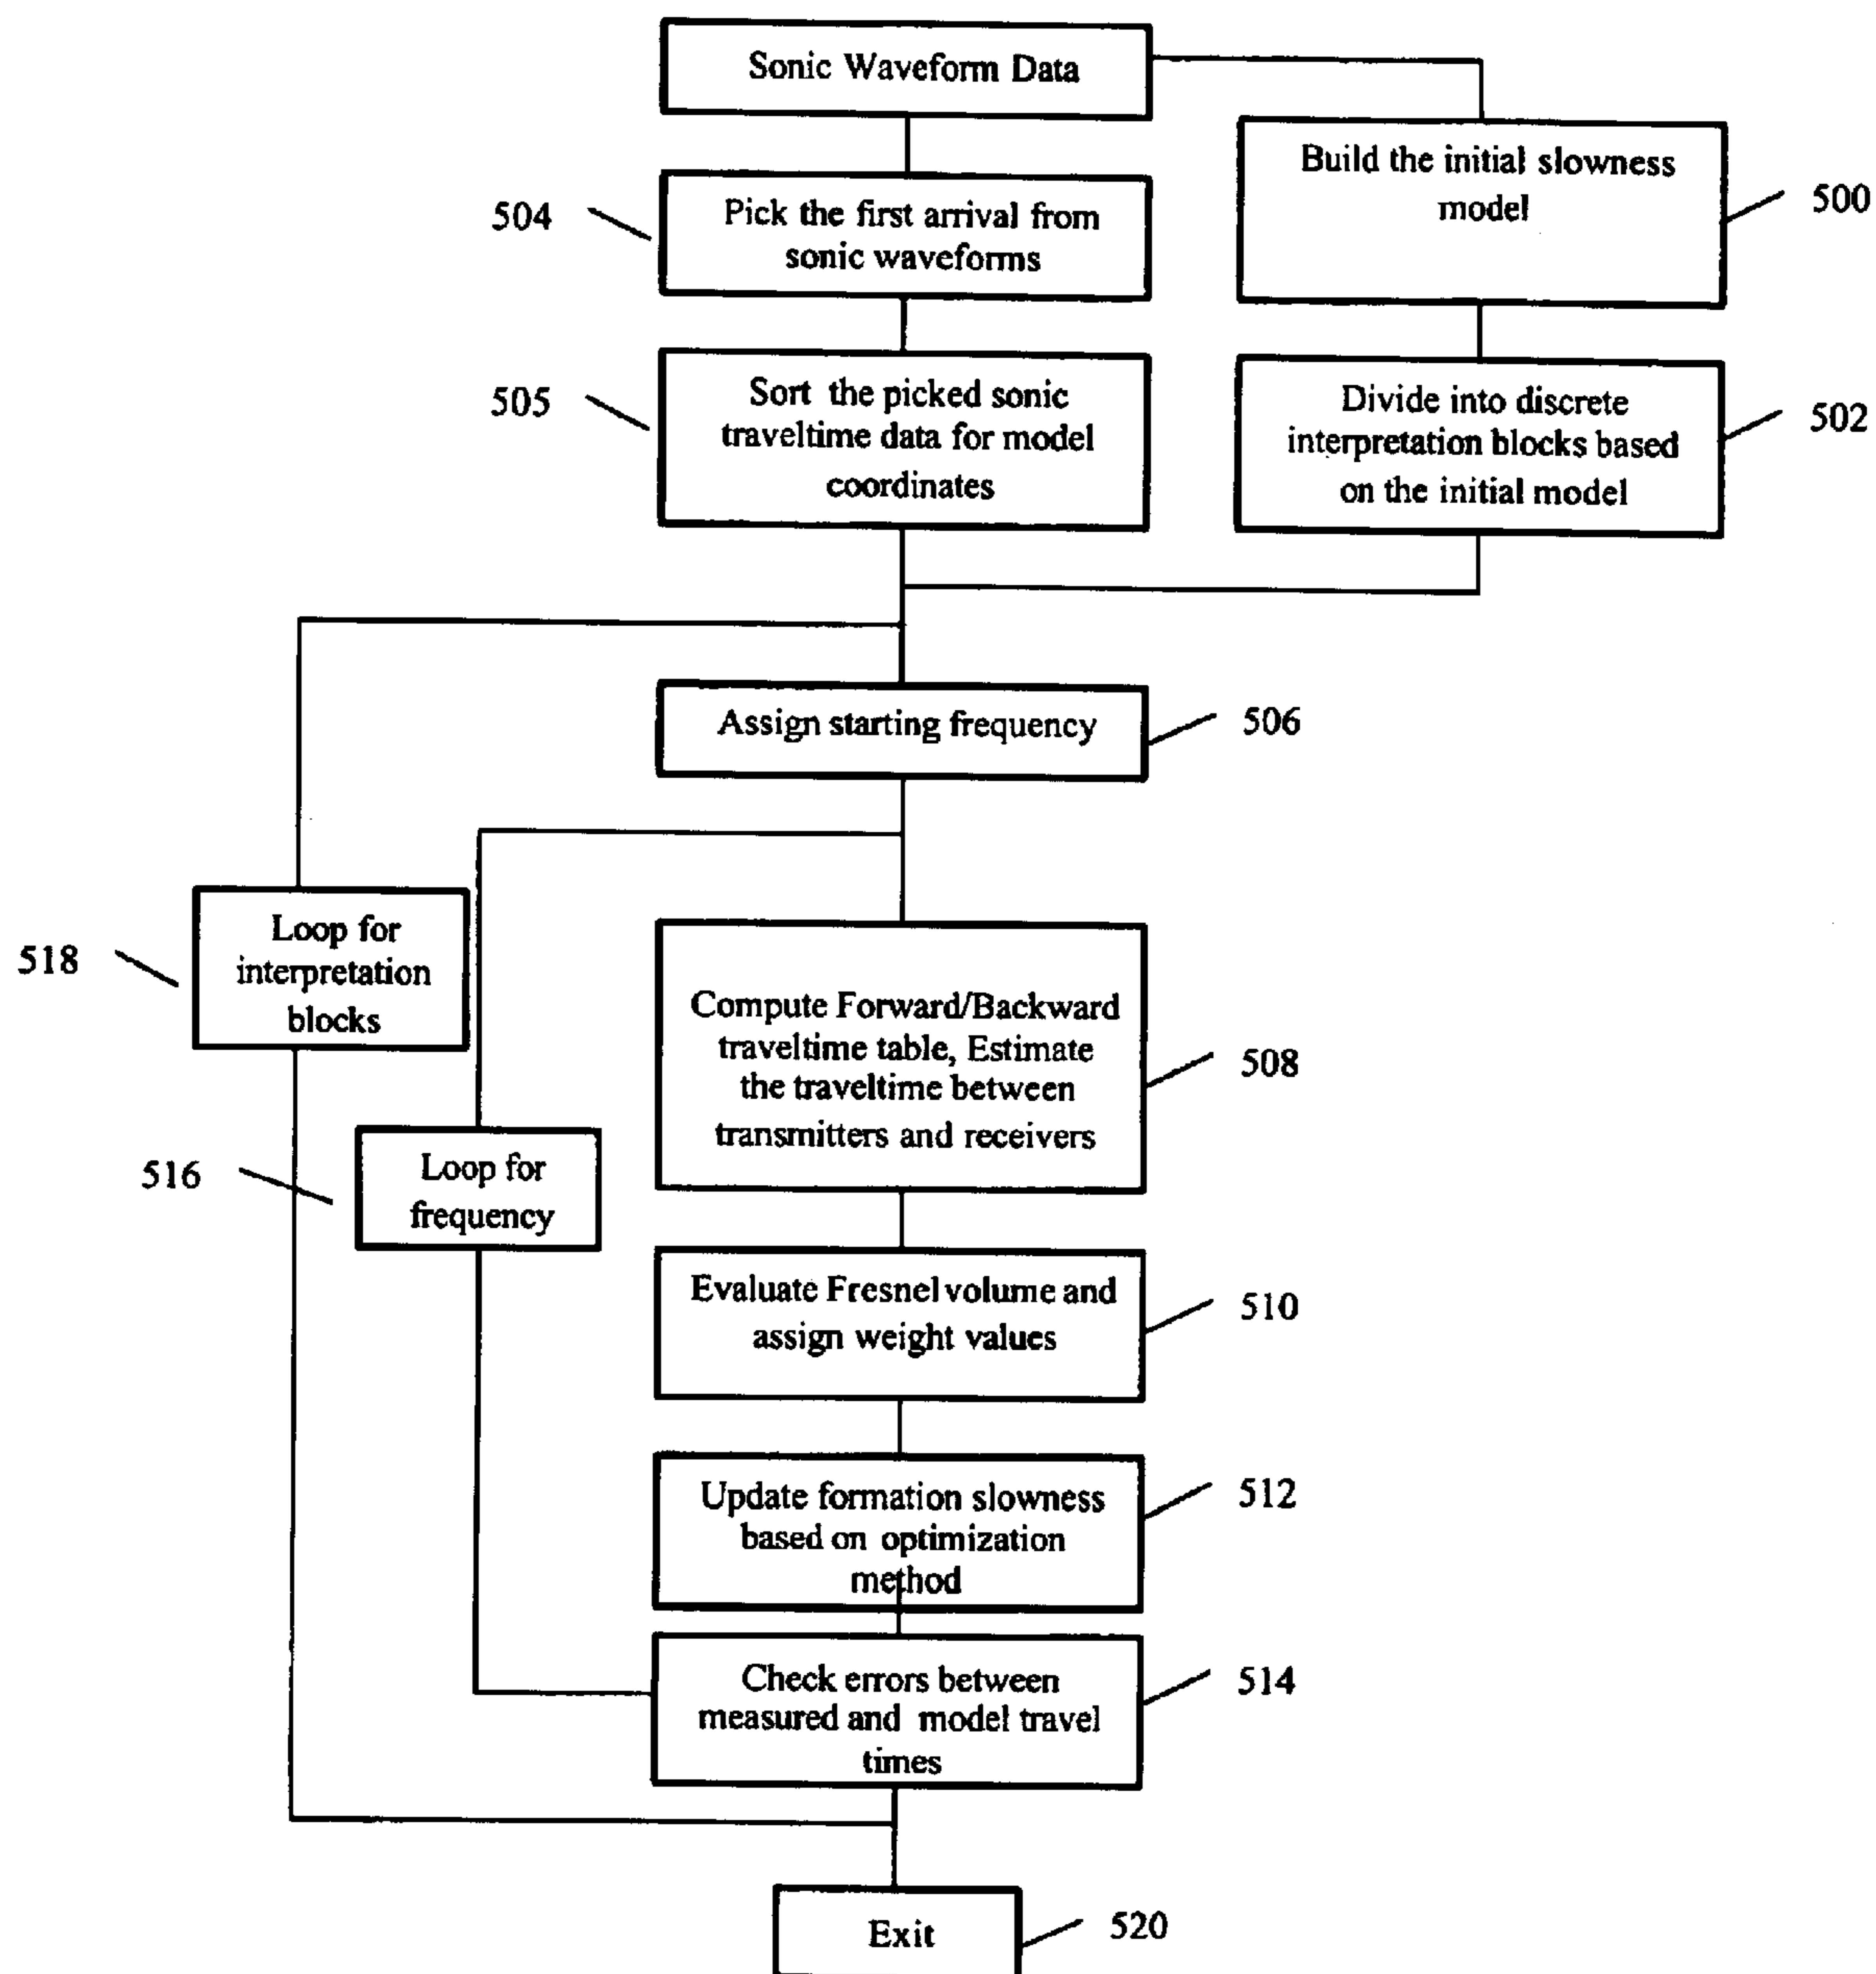 Sonic Waveform Data
Build the initial slowness
model
500
504
Pick the first arrival from
sonic waveforms
505
Sort the picked sonic
traveltime data for model
coordinates
Divide into discrete
interpretation blocks based
on the initial model
502
Assign starting frequency
506
518
Loop for
interpretation
blocks
Compute Forward/Backward
traveltime table, Estimate
the traveltime between
transmitters and receivers
508
516
Loop for
frequency
Evaluate Fresnel volume and
assign weight values
510
Update formation slowness
based on optimization
method
512
Check errors between
measured and model travel
times
514
Exit
520